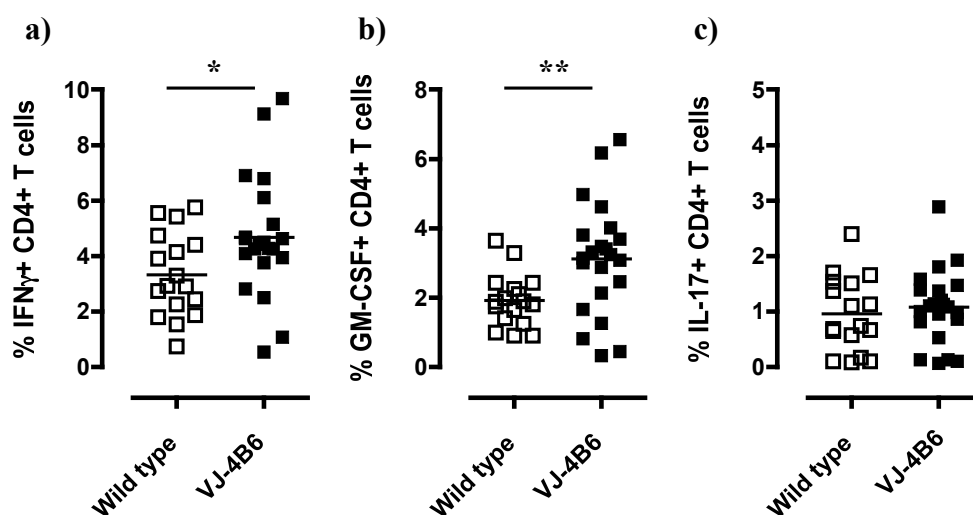 a)
*
% IFNγ+ CD4+ T cells
10
8
6
4
2
0
Wild type
VJ-4B6
b)
**
% GM-CSF+ CD4+ T cells
8
6
4
2
0
Wild type
VJ-4B6
c)
% IL-17+ CD4+ T cells
5
4
3
2
1
0
Wild type
VJ-4B6